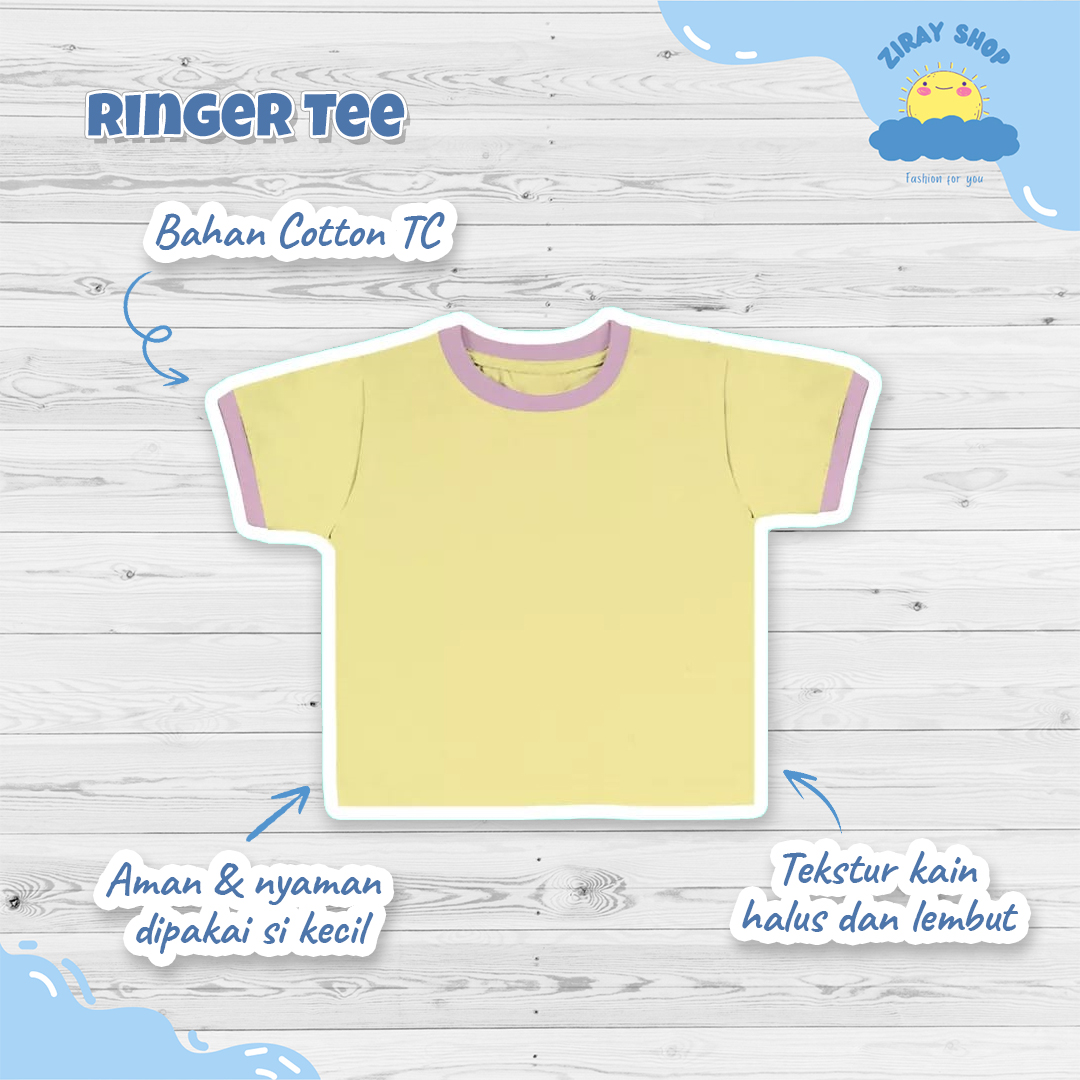 ZIRAY SHOP
Fashion for you
RINGER TEE
Bahan Cotton TC
Aman & nyaman
dipakai si kecil
Tekstur kain
halus dan lembut